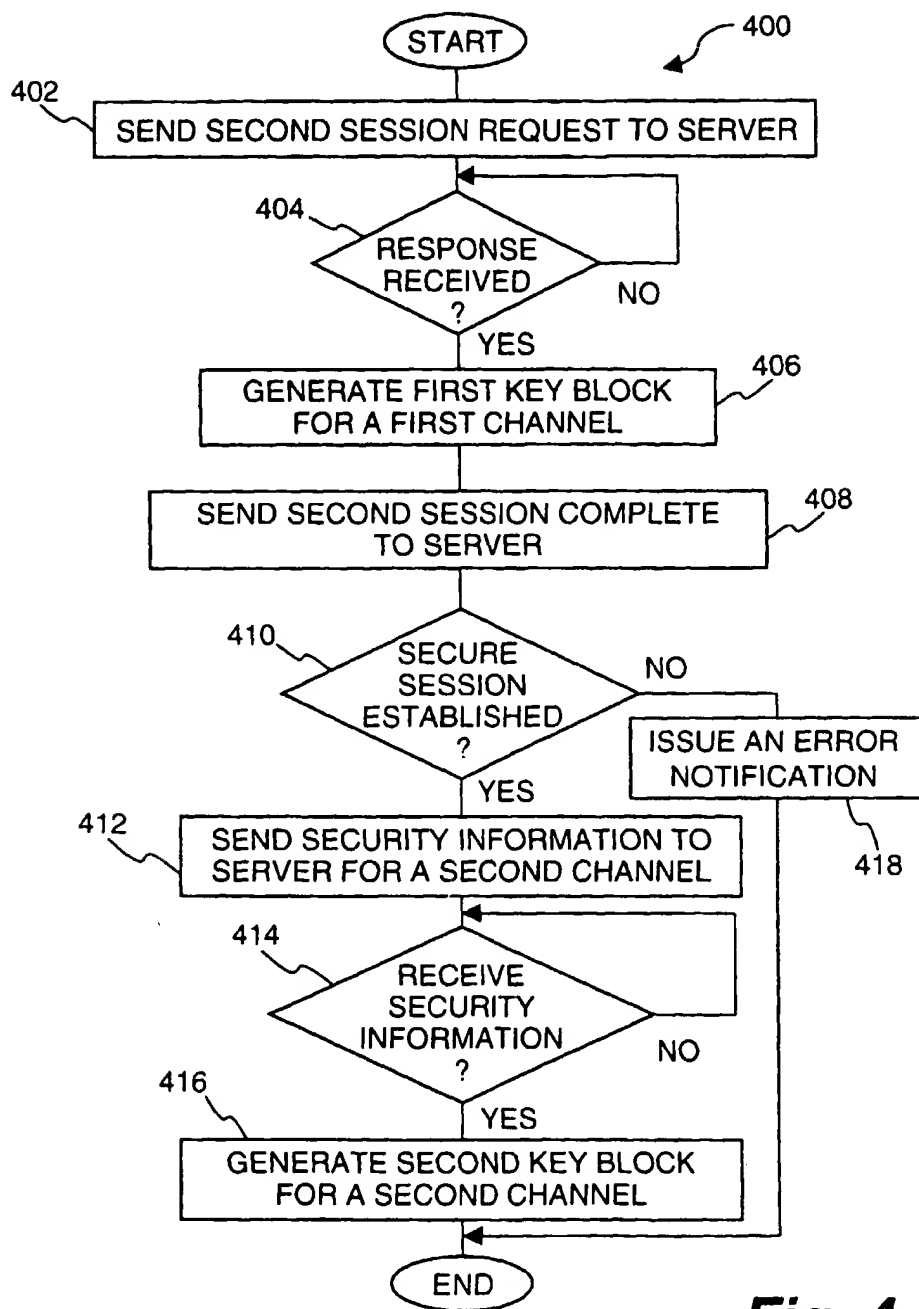 START
400
402
SEND SECOND SESSION REQUEST TO SERVER
404
RESPONSE
RECEIVED
?
NO
YES
406
GENERATE FIRST KEY BLOCK
FOR A FIRST CHANNEL
408
SEND SECOND SESSION COMPLETE
TO SERVER
410
SECURE
SESSION
ESTABLISHED
?
NO
YES
ISSUE AN ERROR
NOTIFICATION
418
412
SEND SECURITY INFORMATION TO
SERVER FOR A SECOND CHANNEL
414
RECEIVE
SECURITY
INFORMATION
?
NO
YES
416
GENERATE SECOND KEY BLOCK
FOR A SECOND CHANNEL
END